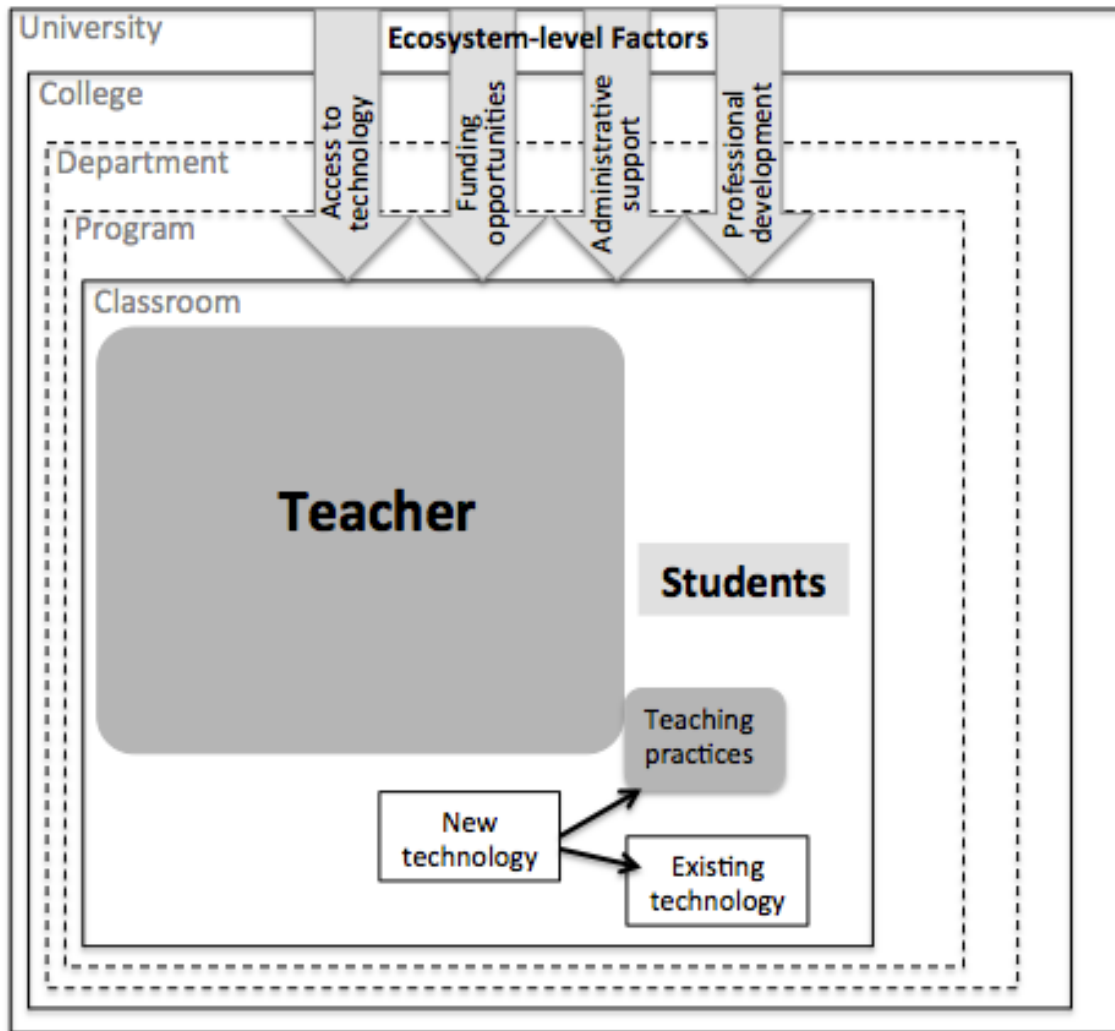 University
Ecosystem-level Factors
College
Department
Program
Access to
technology
Funding
opportunities
Administrative
support
Professional
development
Classroom
Teacher
Students
Teaching
practices
New
technology
Existing
technology